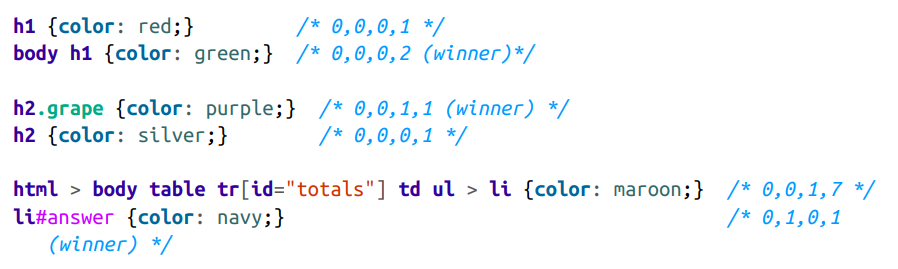 h1 {color: red;} /* 0,0,0,1 */
body h1 {color: green;} /* 0,0,0,2 (winner)*/
h2.grape {color: purple;} /* 0,0,1,1 (winner) */
h2 {color: silver;} /* 0,0,0,1 */
html > body table tr[id="totals"] td ul > li {color: maroon;} /* 0,0,1,7 */
li#answer {color: navy;} /* 0,1,0,1
(winner) */